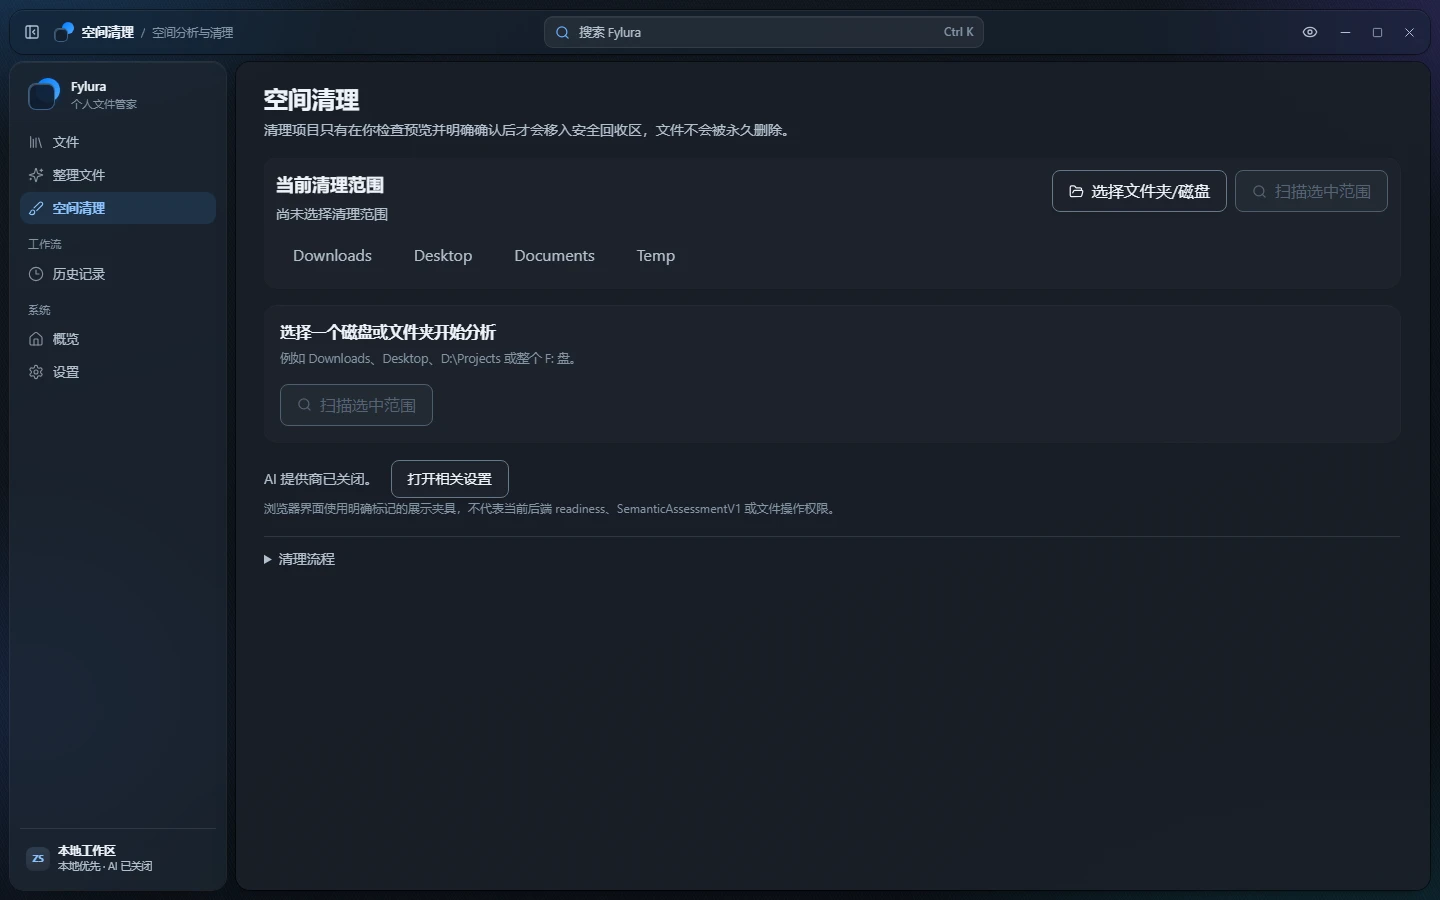 空间清理 / 空间分析与清理
搜索 Fylura
Ctrl K
Fylura
个人文件管家
文件
整理文件
空间清理
工作流
历史记录
系统
概览
设置
ZS
本地工作区
本地优先 · AI 已关闭
空间清理
清理项目只有在你检查预览并明确确认后才会移入安全回收区，文件不会被永久删除。
当前清理范围
尚未选择清理范围
选择文件夹/磁盘
扫描选中范围
Downloads Desktop Documents Temp
选择一个磁盘或文件夹开始分析
例如 Downloads、Desktop、D:\Projects 或整个 F: 盘。
扫描选中范围
AI 提供商已关闭。
打开相关设置
浏览器界面使用明确标记的展示夹具，不代表当前后端 readiness、SemanticAssessmentV1 或文件操作权限。
清理流程